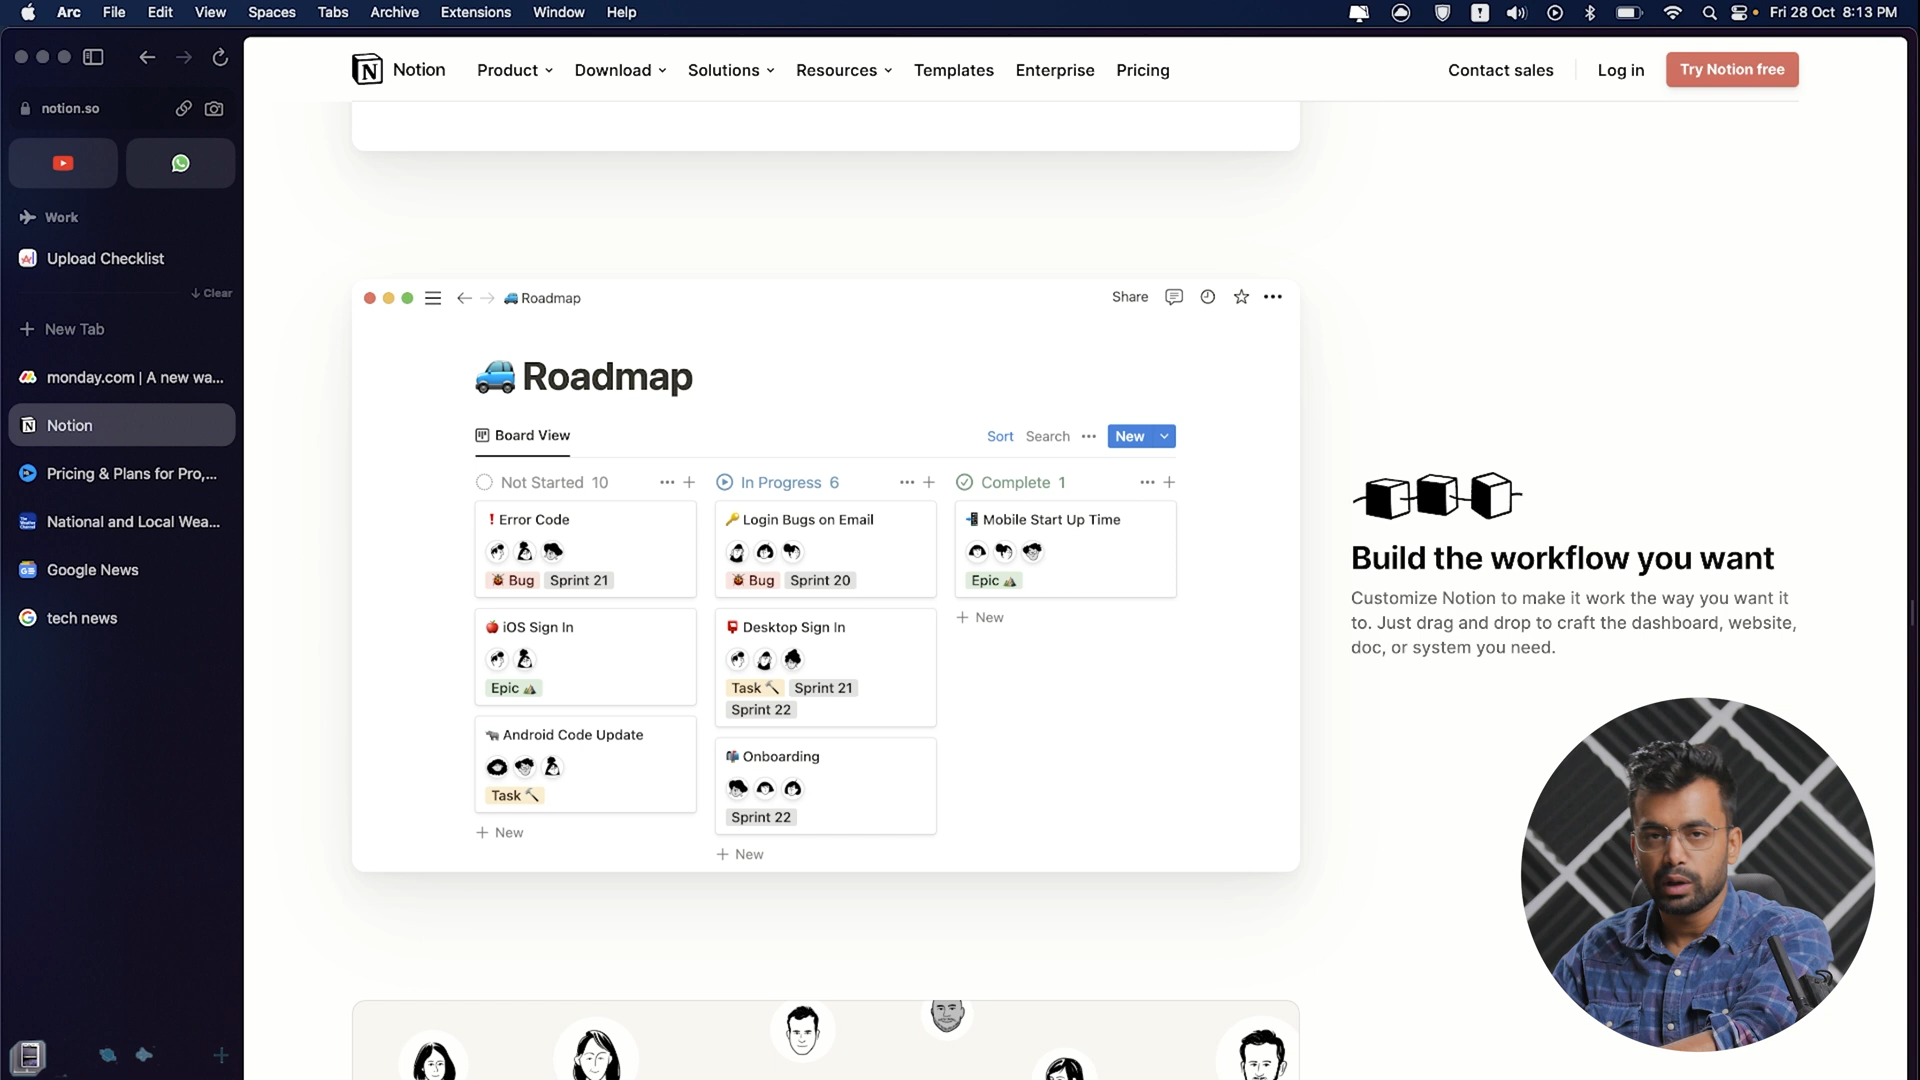 Arc File Edit View Spaces Tabs Archive Extensions Window Help Fri 28 Oct 8:13 PM
notion.so
Work
Upload Checklist
Clear
New Tab
monday.com | A new wa...
Notion
Pricing & Plans for Pro,...
National and Local Wea...
Google News
tech news
Notion Product Download Solutions Resources Templates Enterprise Pricing Contact sales Log in Try Notion free
Roadmap Share
Roadmap
Board View Sort Search New
Not Started 10
Error Code
Bug Sprint 21
iOS Sign In
Epic
Android Code Update
Task
New
In Progress 6
Login Bugs on Email
Bug Sprint 20
Desktop Sign In
Task Sprint 21
Sprint 22
Onboarding
Sprint 22
New
Complete 1
Mobile Start Up Time
Epic
New
Build the workflow you want
Customize Notion to make it work the way you want it
to. Just drag and drop to craft the dashboard, website,
doc, or system you need.